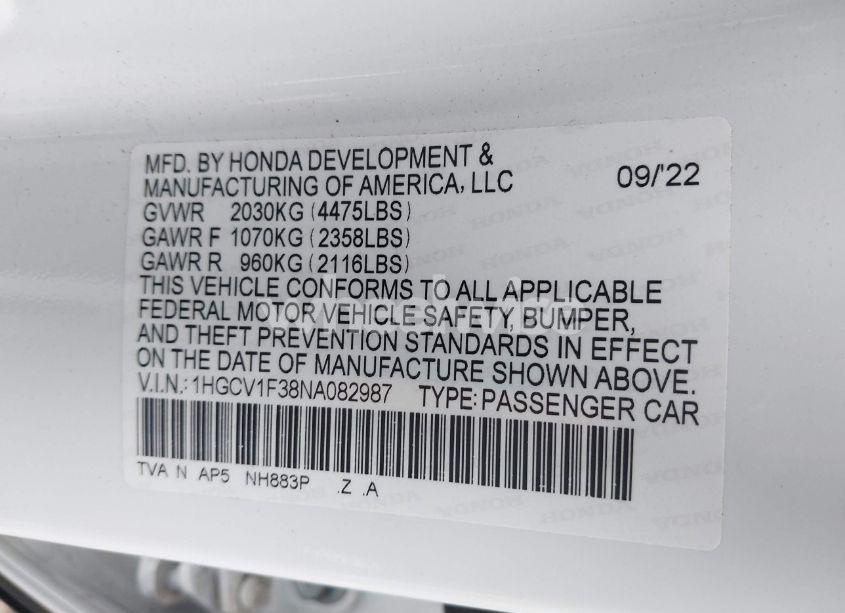 MFD. BY HONDA DEVELOPMENT &
MANUFACTURING OF AMERICA, LLC 09/'22
GVWR 2030KG (4475LBS)
GAWR F 1070KG (2358LBS)
GAWR R 960KG (2116LBS)
THIS VEHICLE CONFORMS TO ALL APPLICABLE
FEDERAL MOTOR VEHICLE SAFETY, BUMPER,
AND THEFT PREVENTION STANDARDS IN EFFECT
ON THE DATE OF MANUFACTURE SHOWN ABOVE.
V.I.N.: 1HGCV1F38NA082987 TYPE: PASSENGER CAR
TVA N AP5 NH883P .Z .A